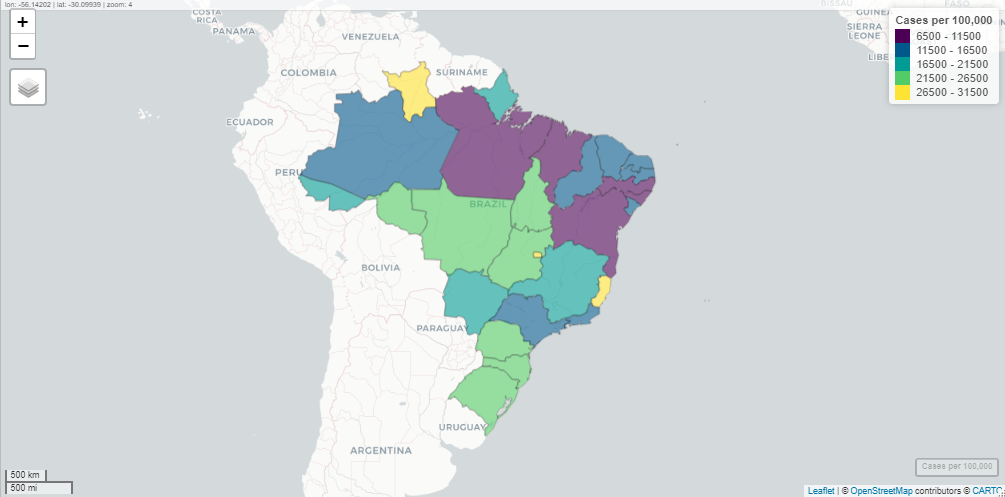 lon: -56.14202 | lat: -30.09939 | zoom: 4
+
−
COSTA
RICA
PANAMA
VENEZUELA
COLOMBIA
SURINAME
ECUADOR
PERU
BRAZIL
BOLIVIA
PARAGUAY
URUGUAY
ARGENTINA
BISSAU
GUINEA
FASO
SIERRA
LEONE
LIBE
Cases per 100,000
6500 - 11500
11500 - 16500
16500 - 21500
21500 - 26500
26500 - 31500
500 km
500 mi
Cases per 100,000
Leaflet | © OpenStreetMap contributors © CARTO